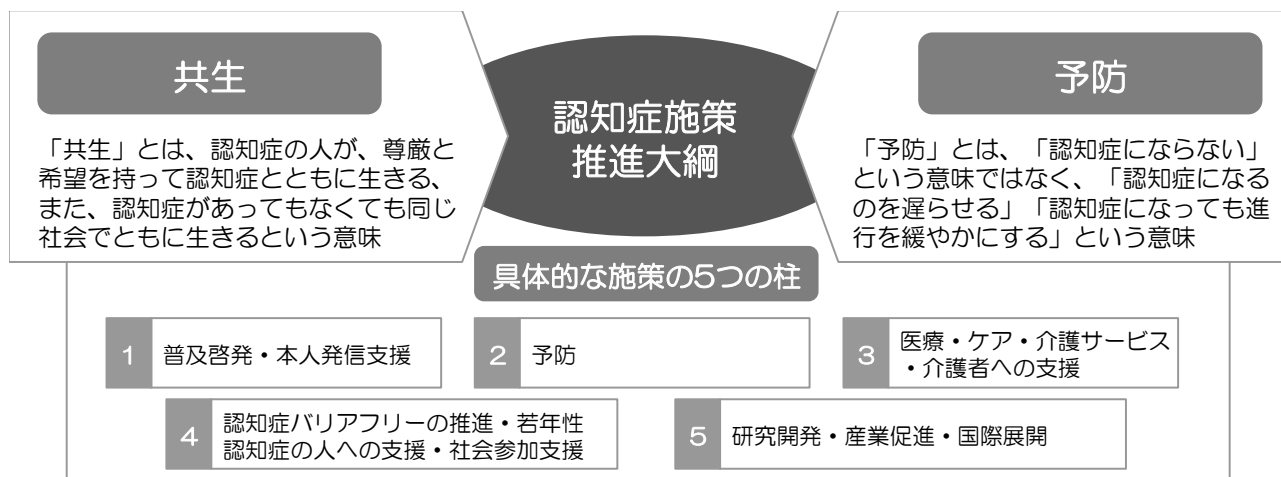 共生
「共生」とは、認知症の人が、尊厳と
希望を持って認知症とともに生きる、
また、認知症があってもなくても同じ
社会でともに生きるという意味
認知症施策
推進大綱
予防
「予防」とは、「認知症にならない」
という意味ではなく、「認知症になる
のを遅らせる」「認知症になっても進
行を緩やかにする」という意味
具体的な施策の5つの柱
1 普及啓発・本人発信支援
2 予防
3 医療・ケア・介護サービス
・介護者への支援
4 認知症バリアフリーの推進・若年性
認知症の人への支援・社会参加支援
5 研究開発・産業促進・国際展開